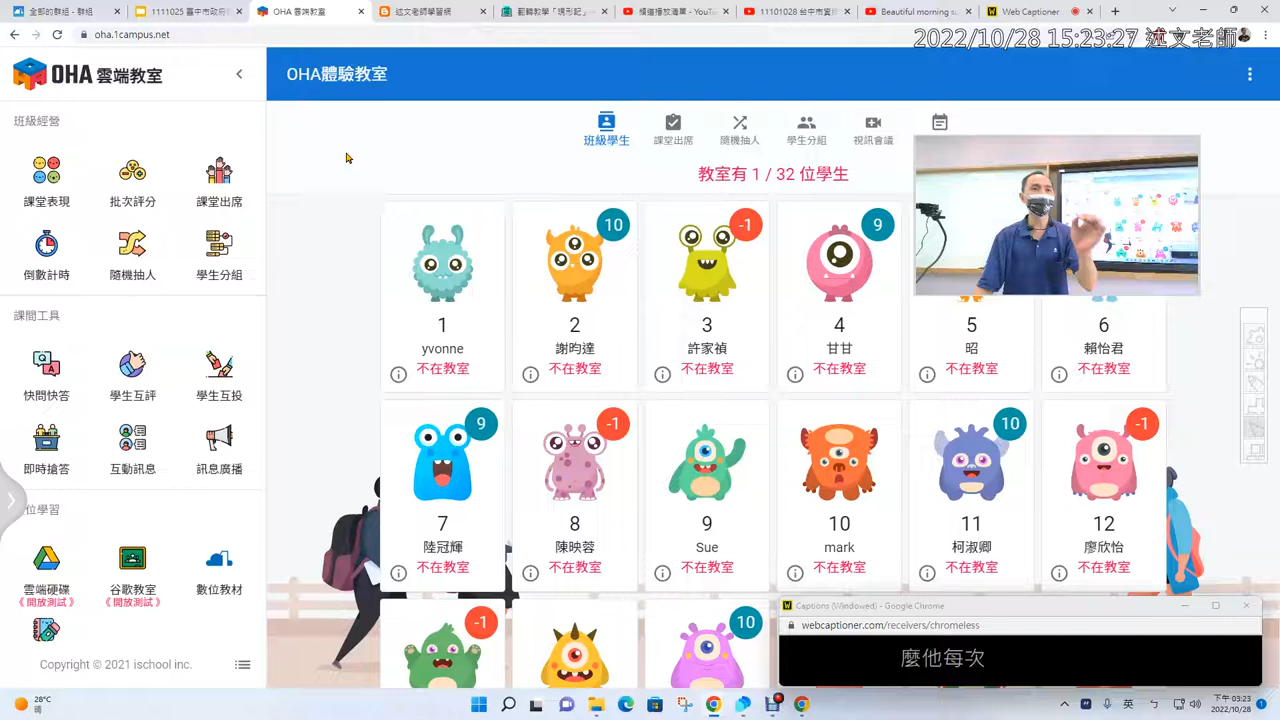 全部的群組 - 群組
1111025 臺中市政府
OHA 雲端教室
述文老師學習網
翻轉教學「境形記」
頻道播放清單 - YouT
11101028 台中市實
Beautiful morning s
Web Captioner
oha.1campus.net
2022/10/28 15:23:27 述文老師
OHA 雲端教室
OHA體驗教室
班級經營
班級學生
課堂出席
隨機抽人
學生分組
視訊會議
教室有 1 / 32 位學生
課堂表現
批次評分
課堂出席
倒數計時
隨機抽人
學生分組
課間工具
快問快答
學生互評
學生互投
即時搶答
互動訊息
訊息廣播
位學習
雲端硬碟
《 開放測試 》
谷歌教室
《 開放測試 》
數位教材
Copyright © 2021 ischool inc.
10
-1
9
1
2
3
4
5
6
yvonne
謝昀達
許家禎
甘甘
昭
賴怡君
不在教室
不在教室
不在教室
不在教室
不在教室
不在教室
9
-1
10
-1
7
8
9
10
11
12
陸冠輝
陳映蓉
Sue
mark
柯淑卿
廖欣怡
不在教室
不在教室
不在教室
不在教室
不在教室
不在教室
-1
10
Captions (Windowed) - Google Chrome
webcaptioner.com/receivers/chromeless
麼他每次
28°C
晴
英
下午 03:23
2022/10/28